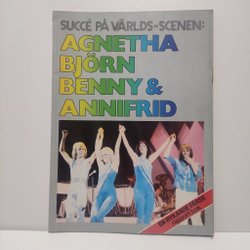 SUCCÉ PÅ VÄRLDS-SCENEN:
AGNETHA
BJÖRN
BENNY &
ANNIFRID